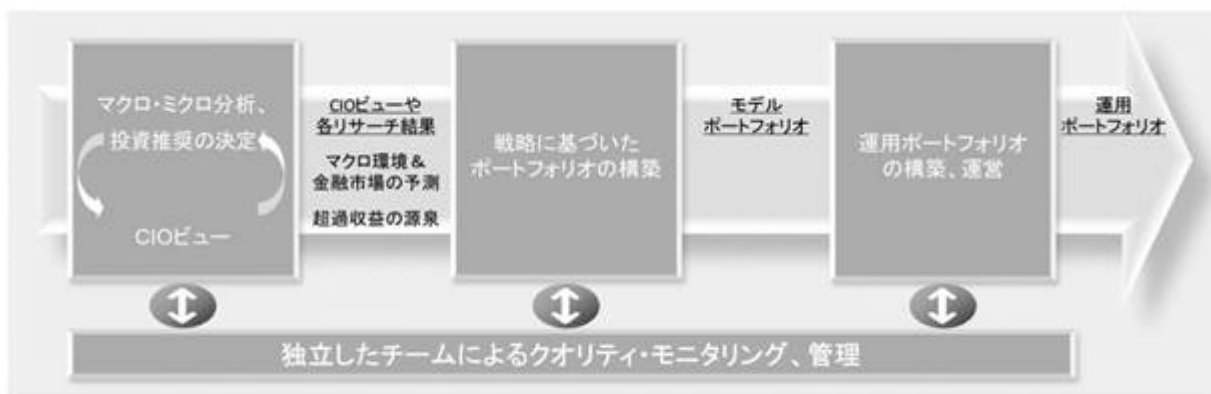 マクロ・ミクロ分析、
投資推奨の決定
CIOビュー
CIOビューや
各リサーチ結果
マクロ環境＆
金融市場の予測
超過収益の源泉
戦略に基づいた
ポートフォリオの構築
モデル
ポートフォリオ
運用ポートフォリオ
の構築、運営
運用
ポートフォリオ
独立したチームによるクオリティ・モニタリング、管理